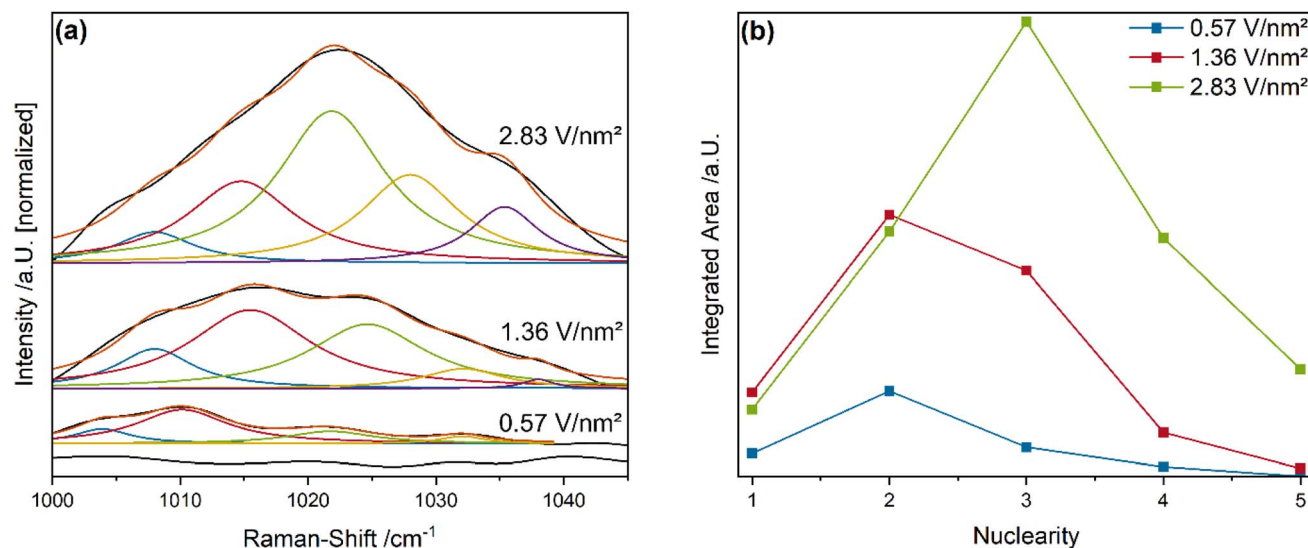 (a)
2.83 V/nm²
1.36 V/nm²
0.57 V/nm²
Intensity /a.U. [normalized]
1000 1010 1020 1030 1040
Raman-Shift /cm⁻¹
(b)
0.57 V/nm²
1.36 V/nm²
2.83 V/nm²
Integrated Area /a.U.
1 2 3 4 5
Nuclearity